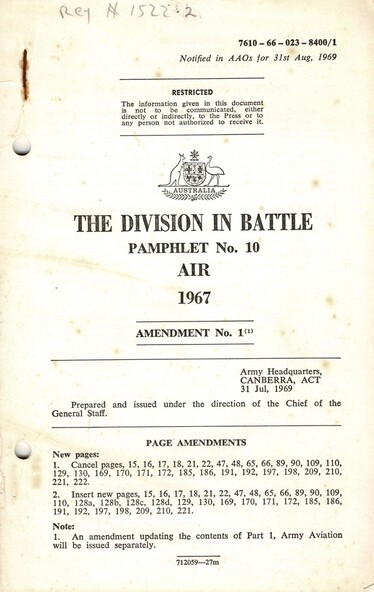 Rey # 1522.2
7610–66–023–8400/1
Notified in AAOs for 31st Aug, 1969
RESTRICTED
The information given in this document
is not to be communicated, either
directly or indirectly, to the Press or to
any person not authorized to receive it.
AUSTRALIA
THE DIVISION IN BATTLE
PAMPHLET No. 10
AIR
1967
AMENDMENT No. 1(1)
Army Headquarters,
CANBERRA, ACT
31 Jul, 1969
Prepared and issued under the direction of the Chief of the
General Staff.
PAGE AMENDMENTS
New pages:
1. Cancel pages, 15, 16, 17, 18, 21, 22, 47, 48, 65, 66, 89, 90, 109, 110,
129, 130, 169, 170, 171, 172, 185, 186, 191, 192, 197, 198, 209, 210,
221, 222.
2. Insert new pages, 15, 16, 17, 18, 21, 22, 47, 48, 65, 66, 89, 90, 109,
110, 128a, 128b, 128c, 128d, 129, 130, 169, 170, 171, 172, 185, 186,
191, 192, 197, 198, 209, 210, 221.
Note:
1. An amendment updating the contents of Part 1, Army Aviation
will be issued separately.
712059—27m